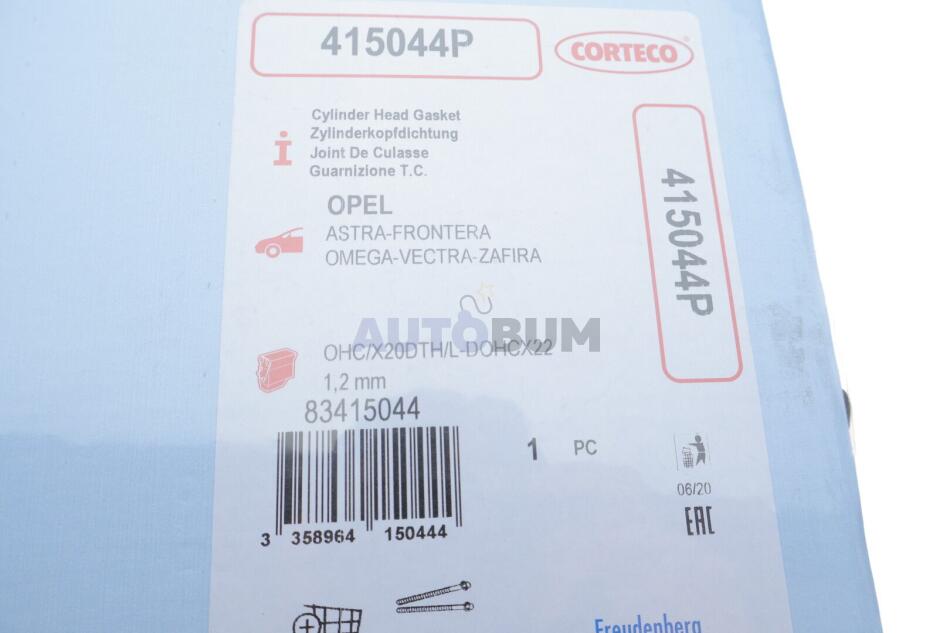 415044P
CORTECO
Cylinder Head Gasket
Zylinderkopfdichtung
Joint De Culasse
Guarnizione T.C.
OPEL
ASTRA-FRONTERA
OMEGA-VECTRA-ZAFIRA
415044P
AUTOBUM
OHC/X20DTH/L-DOHCX22
1,2 mm
83415044
1 PC
06/20
EAC
3 358964 150444
Freudenberg